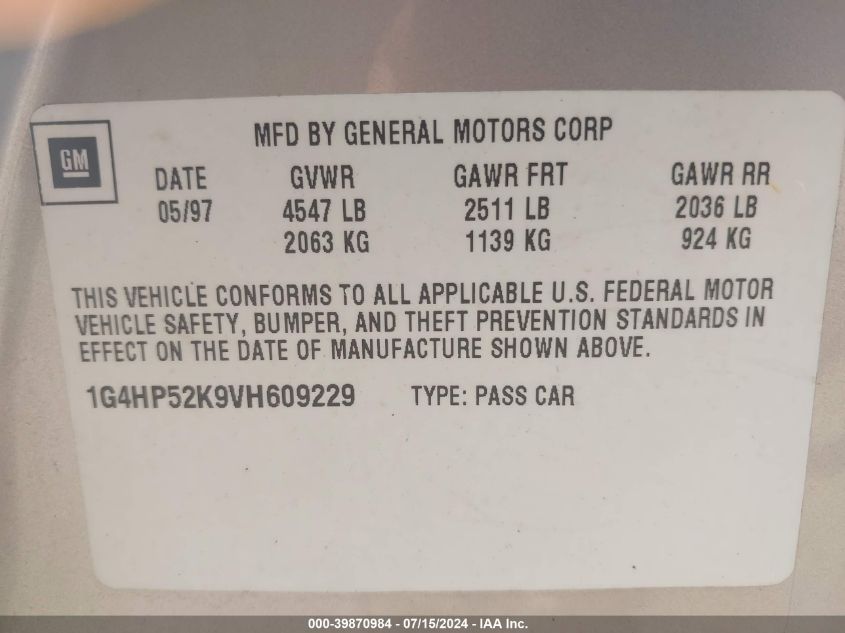 MFD BY GENERAL MOTORS CORP
GM
DATE GVWR GAWR FRT GAWR RR
05/97 4547 LB 2511 LB 2036 LB
2063 KG 1139 KG 924 KG
THIS VEHICLE CONFORMS TO ALL APPLICABLE U.S. FEDERAL MOTOR
VEHICLE SAFETY, BUMPER, AND THEFT PREVENTION STANDARDS IN
EFFECT ON THE DATE OF MANUFACTURE SHOWN ABOVE.
1G4HP52K9VH609229 TYPE: PASS CAR
000-39870984 - 07/15/2024 - IAA Inc.